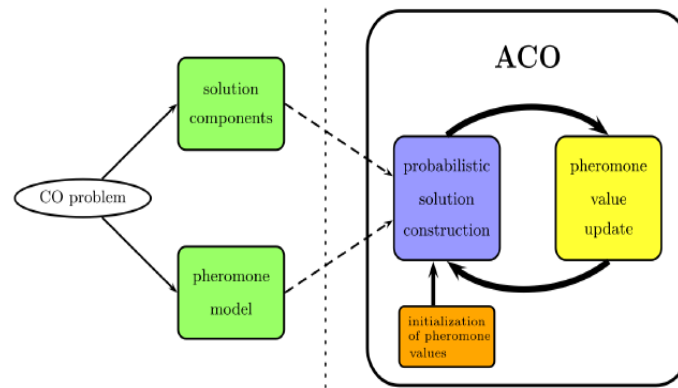 CO problem
solution
components
pheromone
model
ACO
probabilistic
solution
construction
pheromone
value
update
initialization
of pheromone
values